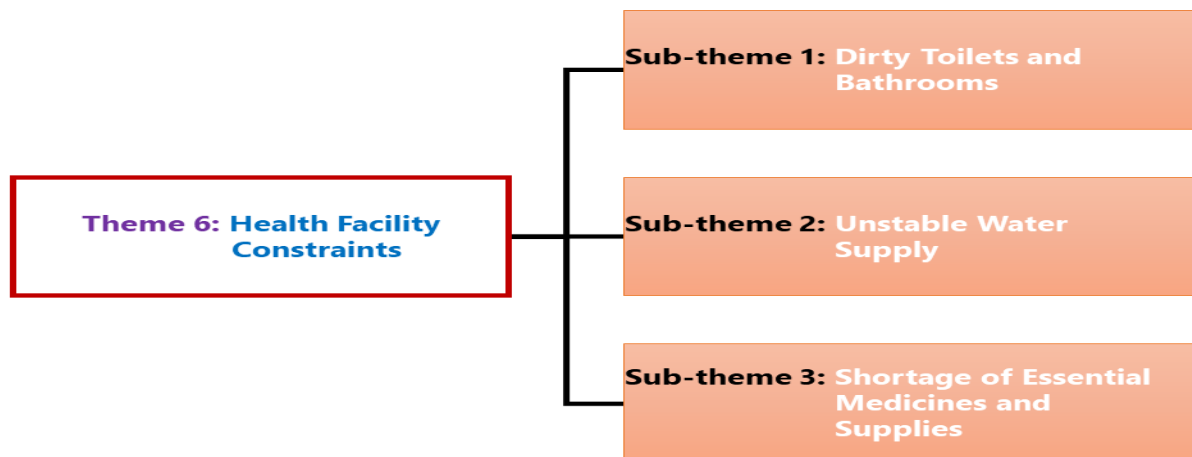 Theme 6: Health Facility
Constraints
Sub-theme 1: Dirty Toilets and
Bathrooms
Sub-theme 2: Unstable Water
Supply
Sub-theme 3: Shortage of Essential
Medicines and
Supplies